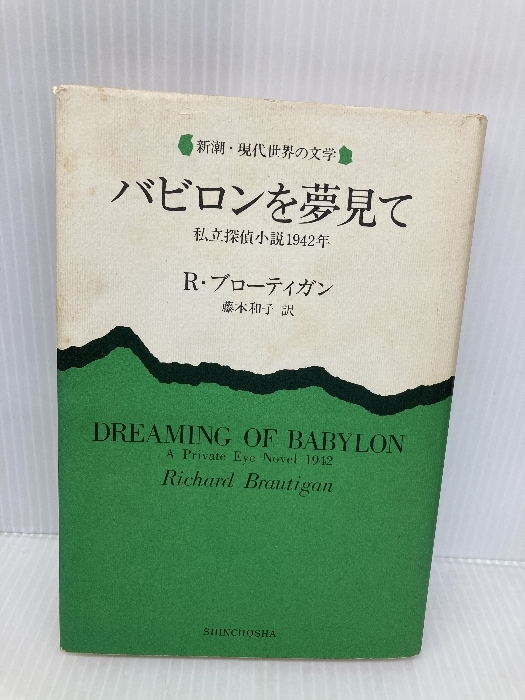 新潮・現代世界の文学
バビロンを夢見て
私立探偵小説1942年
R・ブローティガン
藤本和子 訳
DREAMING OF BABYLON
A Private Eye Novel 1942
Richard Brautigan
SHINCHOSHA